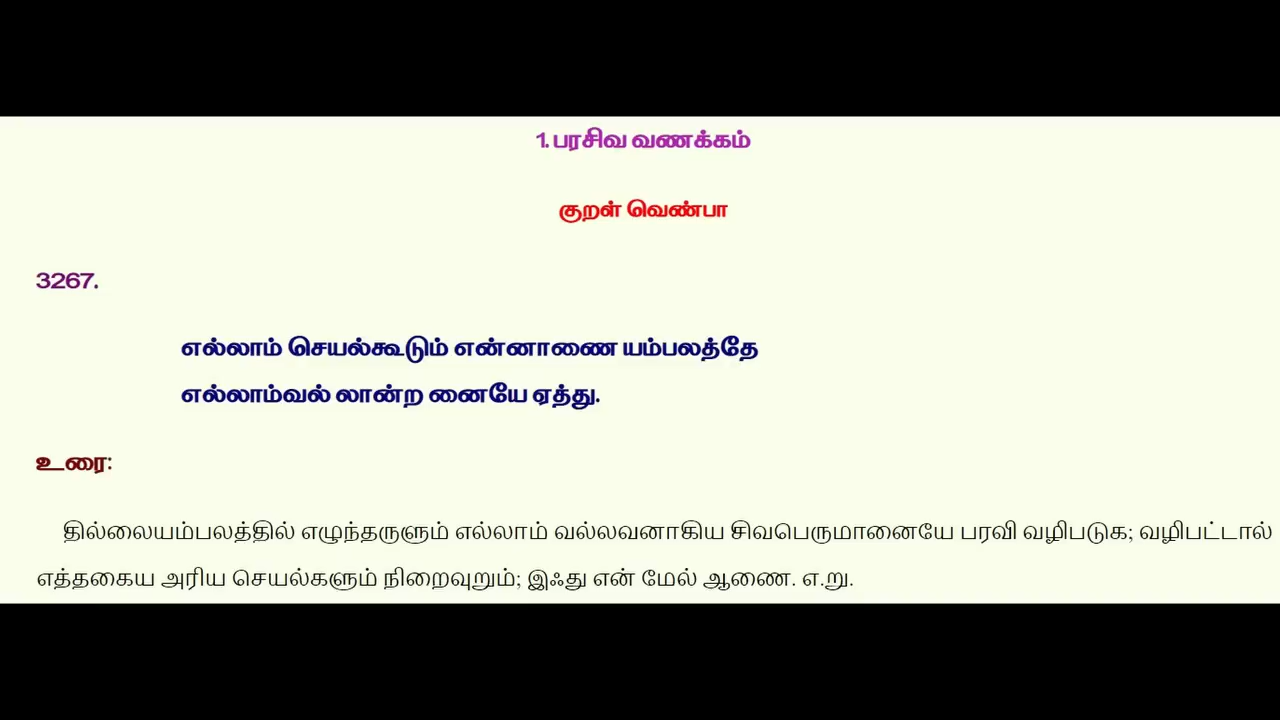 1. பரசிவ வணக்கம்
குறள் வெண்பா
3267.
எல்லாம் செயல்கூடும் என்னாணை யம்பலத்தே
எல்லாம்வல் லான்ற னையே ஏத்து.
உரை:
தில்லையம்பலத்தில் எழுந்தருளும் எல்லாம் வல்லவனாகிய சிவபெருமானையே பரவி வழிபடுக; வழிபட்டால்
எத்தகைய அரிய செயல்களும் நிறைவுறும்; இஃது என் மேல் ஆணை. எ.று.